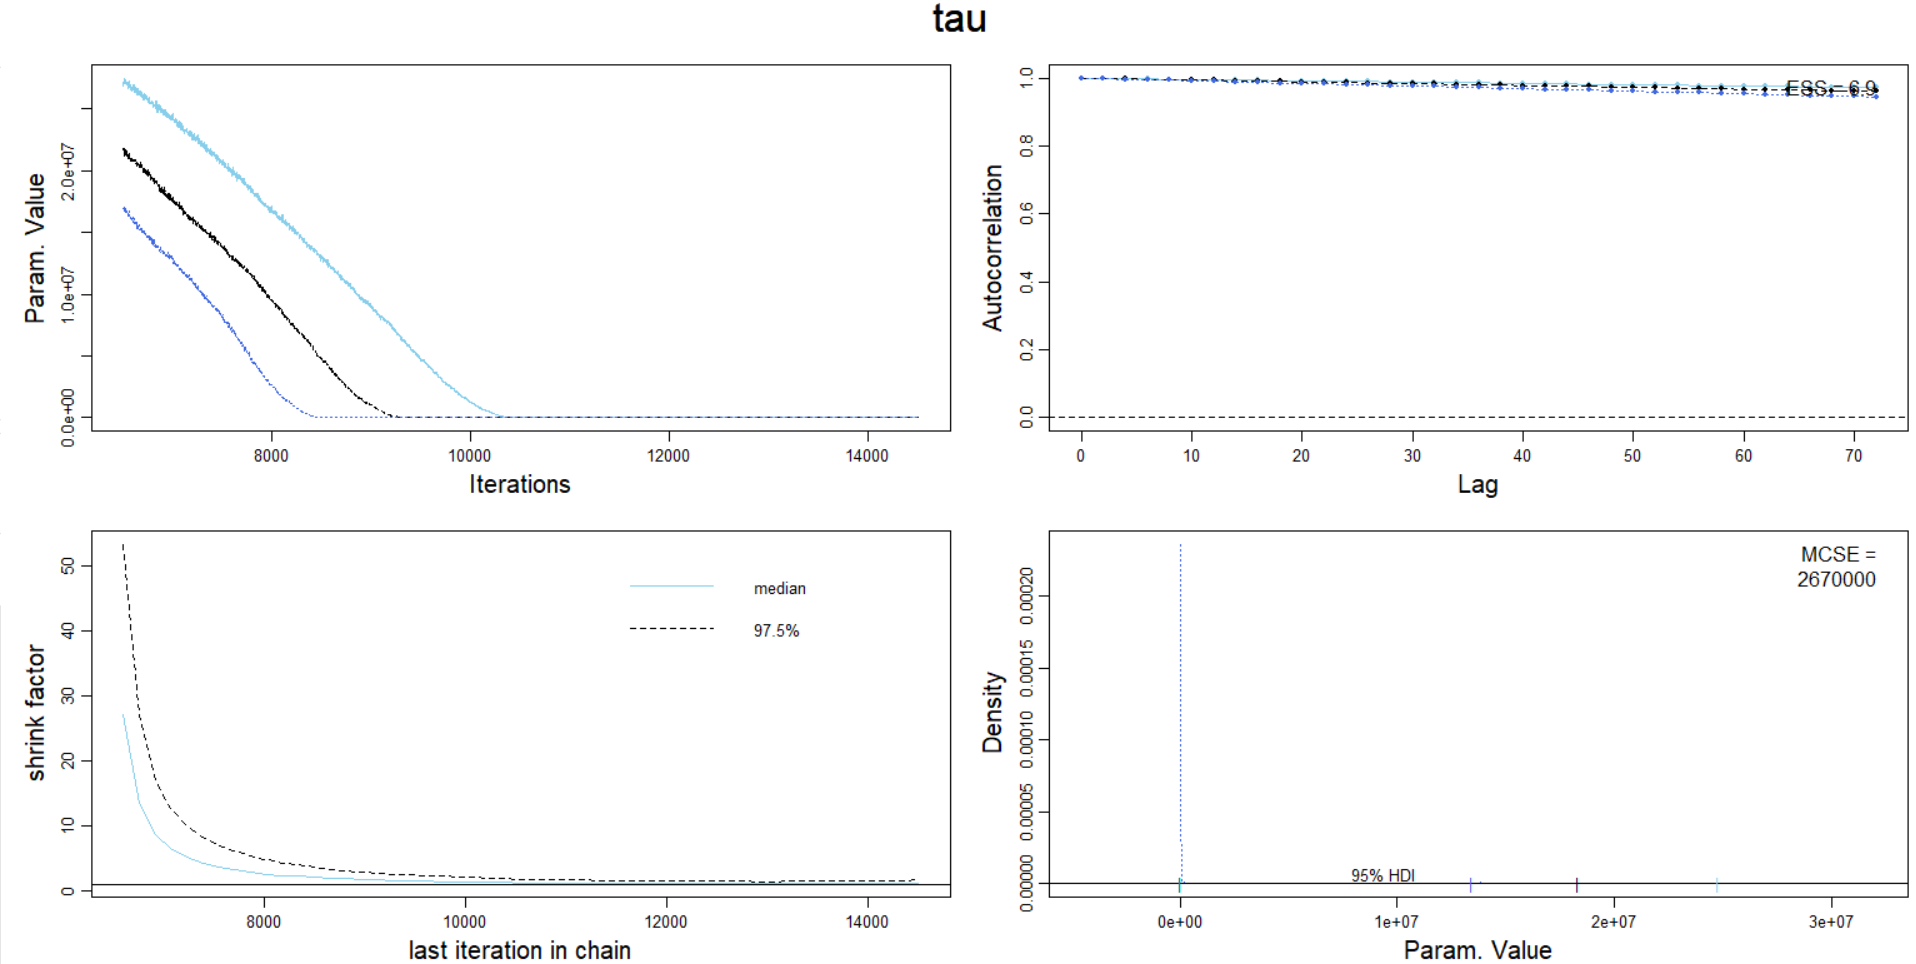 tau
Param. Value
0.0e+00 1.0e+07 2.0e+07
8000 10000 12000 14000
Iterations
Autocorrelation
0.0 0.2 0.4 0.6 0.8 1.0
ESS = 6.9
0 10 20 30 40 50 60 70
Lag
shrink factor
0 10 20 30 40 50
median
97.5%
8000 10000 12000 14000
last iteration in chain
Density
0.00000 0.00005 0.00010 0.00015 0.00020
MCSE =
2670000
95% HDI
0e+00 1e+07 2e+07 3e+07
Param. Value